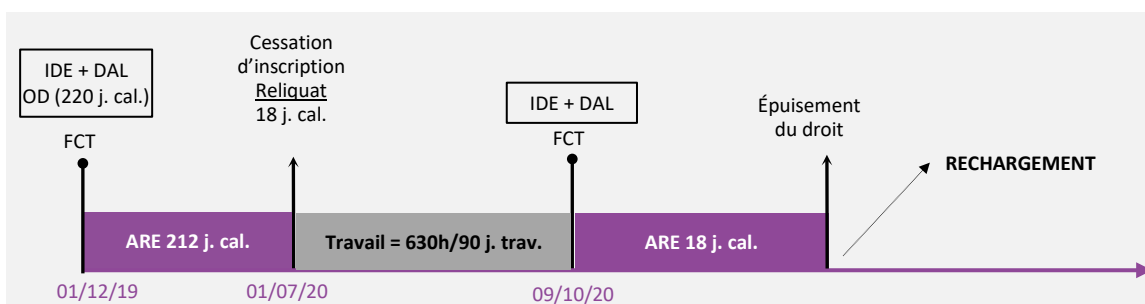 IDE + DAL
OD (220 j. cal.)
FCT
Cessation
d’inscription
Reliquat
18 j. cal.
IDE + DAL
FCT
Épuisement
du droit
RECHARGEMENT
ARE 212 j. cal.
Travail = 630h/90 j. trav.
ARE 18 j. cal.
01/12/19
01/07/20
09/10/20